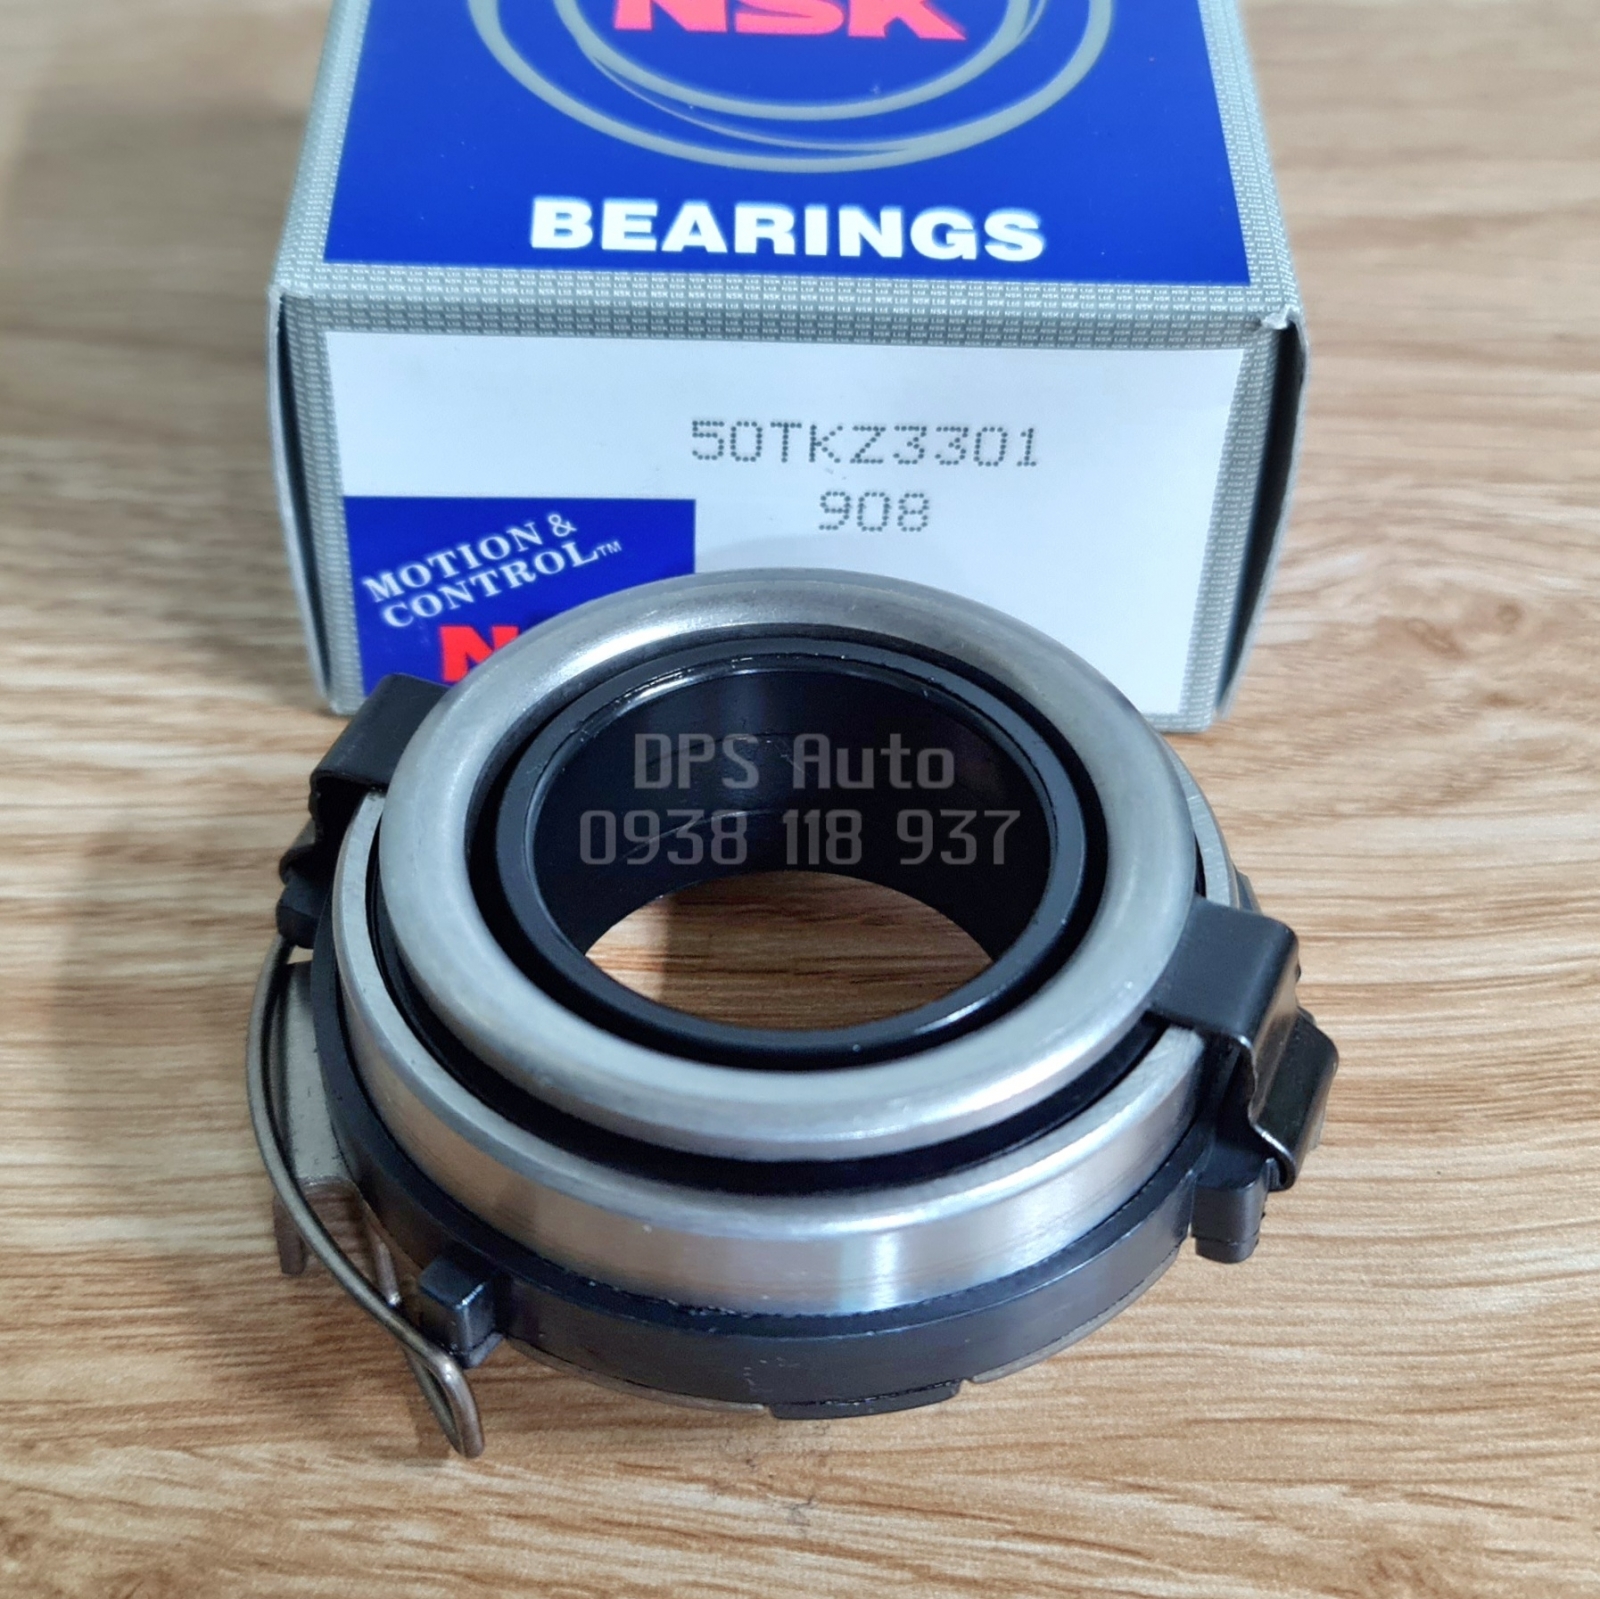 NSK
BEARINGS
50TKZ3301
908
MOTION &
CONTROL™
DPS Auto
0938 118 937